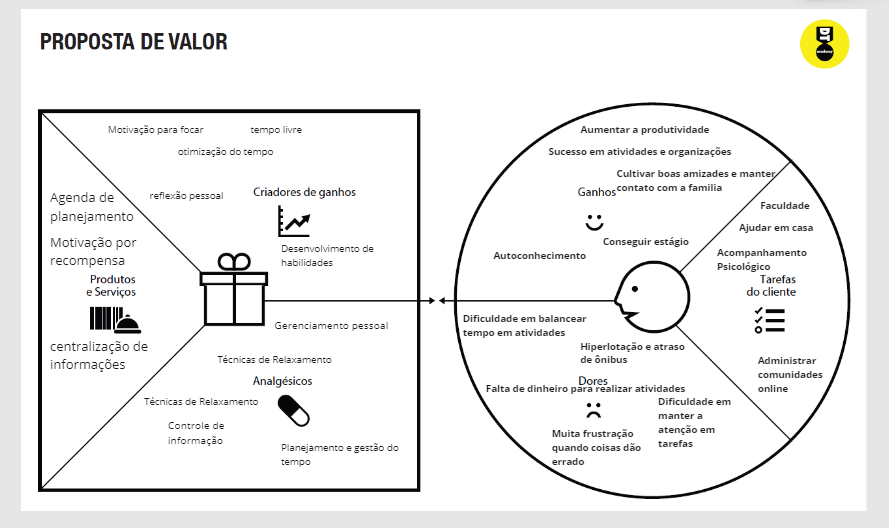 PROPOSTA DE VALOR
DT
academy
Motivação para focar
tempo livre
otimização do tempo
reflexão pessoal
Criadores de ganhos
Desenvolvimento de
habilidades
Agenda de
planejamento
Motivação por
recompensa
Produtos
e Serviços
centralização de
informações
Gerenciamento pessoal
Técnicas de Relaxamento
Analgésicos
Técnicas de Relaxamento
Controle de
informação
Planejamento e gestão do
tempo
Aumentar a produtividade
Sucesso em atividades e organizações
Cultivar boas amizades e manter
contato com a familia
Ganhos
Conseguir estágio
Autoconhecimento
Faculdade
Ajudar em casa
Acompanhamento
Psicológico
Tarefas
do cliente
Administrar
comunidades
online
Dificuldade em balancear
tempo em atividades
Hiperlotação e atraso
de ônibus
Dores
Falta de dinheiro para realizar atividades
Dificuldade em
manter a
atenção em
tarefas
Muita frustração
quando coisas dão
errado